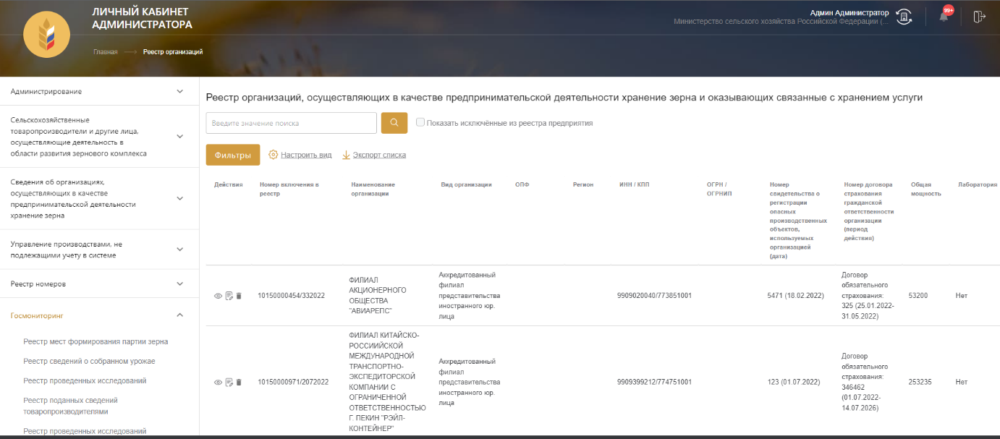 ЛИЧНЫЙ КАБИНЕТ
АДМИНИСТРАТОРА
Админ Администратор
Министерство сельского хозяйства Российской Федерации (...
99+
Главная
Реестр организаций
Администрирование
Сельскохозяйственные
товаропроизводители и другие лица,
осуществляющие деятельность в
области развития зернового комплекса
Сведения об организациях,
осуществляющих в качестве
предпринимательской деятельности
хранение зерна
Управление производствами, не
подлежащими учету в системе
Реестр номеров
Госмониторинг
Реестр мест формирования партии зерна
Реестр сведений о собранном урожае
Реестр проведенных исследований
Реестр поданных сведений
товаропроизводителями
Реестр проведенных исследований
Реестр организаций, осуществляющих в качестве предпринимательской деятельности хранение зерна и оказывающих связанные с хранением услуги
Введите значение поиска
Показать исключённые из реестра предприятия
Фильтры
Настроить вид
Экспорт списка
Действия
Номер включения в
реестр
Наименование
организации
Вид организации
ОПФ
Регион
ИНН / КПП
ОГРН /
ОГРНИП
Номер
свидетельства о
регистрации
опасных
производственных
объектов,
используемых
организацией
(дата)
Номер договора
страхования
гражданской
ответственности
организации
(период
действия)
Общая
мощность
Лаборатория
10150000454/332022
ФИЛИАЛ
АКЦИОНЕРНОГО
ОБЩЕСТВА
"АВИАРЕПС"
Аккредитованный
филиал
представительства
иностранного юр.
лица
9909020040/773851001
5471 (18.02.2022)
Договор
обязательного
страхования:
325 (25.01.2022-
31.05.2022)
53200
Нет
10150000971/2072022
ФИЛИАЛ КИТАЙСКО-
РОССИИЙСКОЙ
МЕЖДУНАРОДНОЙ
ТРАНСПОРТНО-
ЭКСПЕДИТОРСКОЙ
КОМПАНИИ С
ОГРАНИЧЕННОЙ
ОТВЕТСТВЕННОСТЬЮ
Г. ПЕКИН "РЭЙЛ-
КОНТЕЙНЕР"
Аккредитованный
филиал
представительства
иностранного юр.
лица
9909399212/774751001
123 (01.07.2022)
Договор
обязательного
страхования:
346462
(01.07.2022-
14.07.2026)
253235
Нет